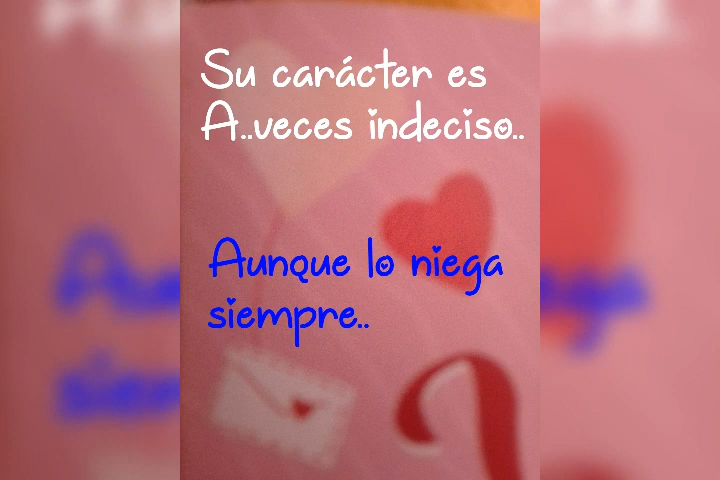 Su carácter es
A..veces indeciso..
Aunque lo niega
siempre..